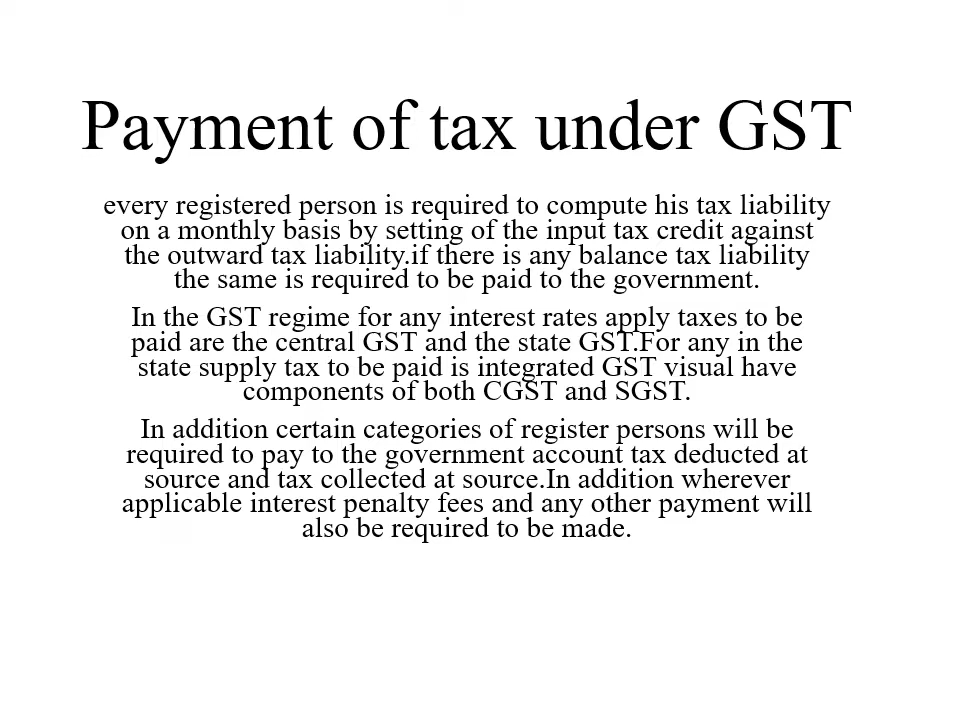 Payment of tax under GST
every registered person is required to compute his tax liability
on a monthly basis by setting of the input tax credit against
the outward tax liability.if there is any balance tax liability
the same is required to be paid to the government.
In the GST regime for any interest rates apply taxes to be
paid are the central GST and the state GST.For any in the
state supply tax to be paid is integrated GST visual have
components of both CGST and SGST.
In addition certain categories of register persons will be
required to pay to the government account tax deducted at
source and tax collected at source.In addition wherever
applicable interest penalty fees and any other payment will
also be required to be made.